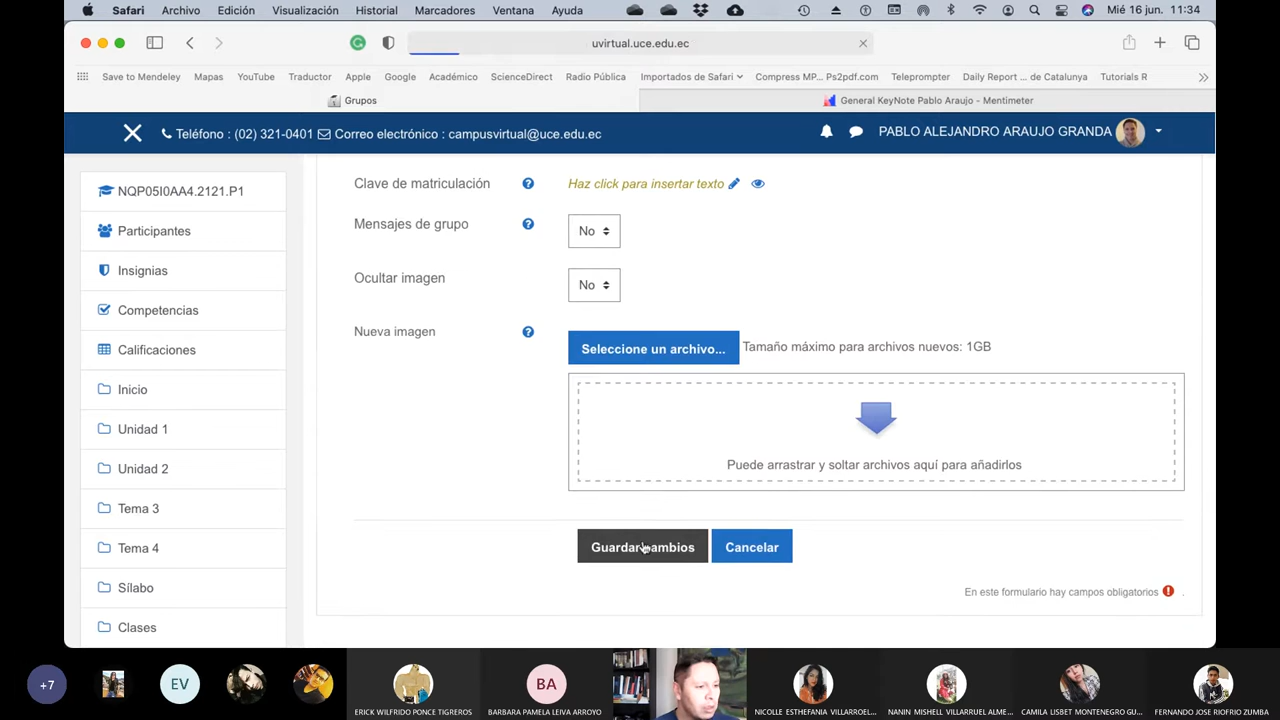 Safari Archivo Edición Visualización Historial Marcadores Ventana Ayuda Mié 16 jun. 11:34
uvirtual.uce.edu.ec
Save to Mendeley Mapas YouTube Traductor Apple Google Académico ScienceDirect Radio Pública Importados de Safari Compress MP... Ps2pdf.com Teleprompter Daily Report ... de Catalunya Tutorials R
Grupos General KeyNote Pablo Araujo - Mentimeter
Teléfono : (02) 321-0401 Correo electrónico : campusvirtual@uce.edu.ec PABLO ALEJANDRO ARAUJO GRANDA
NQP05I0AA4.2121.P1
Participantes
Insignias
Competencias
Calificaciones
Inicio
Unidad 1
Unidad 2
Tema 3
Tema 4
Sílabo
Clases
Clave de matriculación Haz click para insertar texto
Mensajes de grupo No
Ocultar imagen No
Nueva imagen Seleccione un archivo... Tamaño máximo para archivos nuevos: 1GB
Puede arrastrar y soltar archivos aquí para añadirlos
Guardar cambios Cancelar
En este formulario hay campos obligatorios .
+7 EV BA
ERICK WILFRIDO PONCE TIGREROS BARBARA PAMELA LEIVA ARROYO NICOLLE ESTHEFANIA VILLARROEL... NANIN MISHELL VILLARRUEL ALME... CAMILA LISBET MONTENEGRO GU... FERNANDO JOSE RIOFRIO ZUMBA